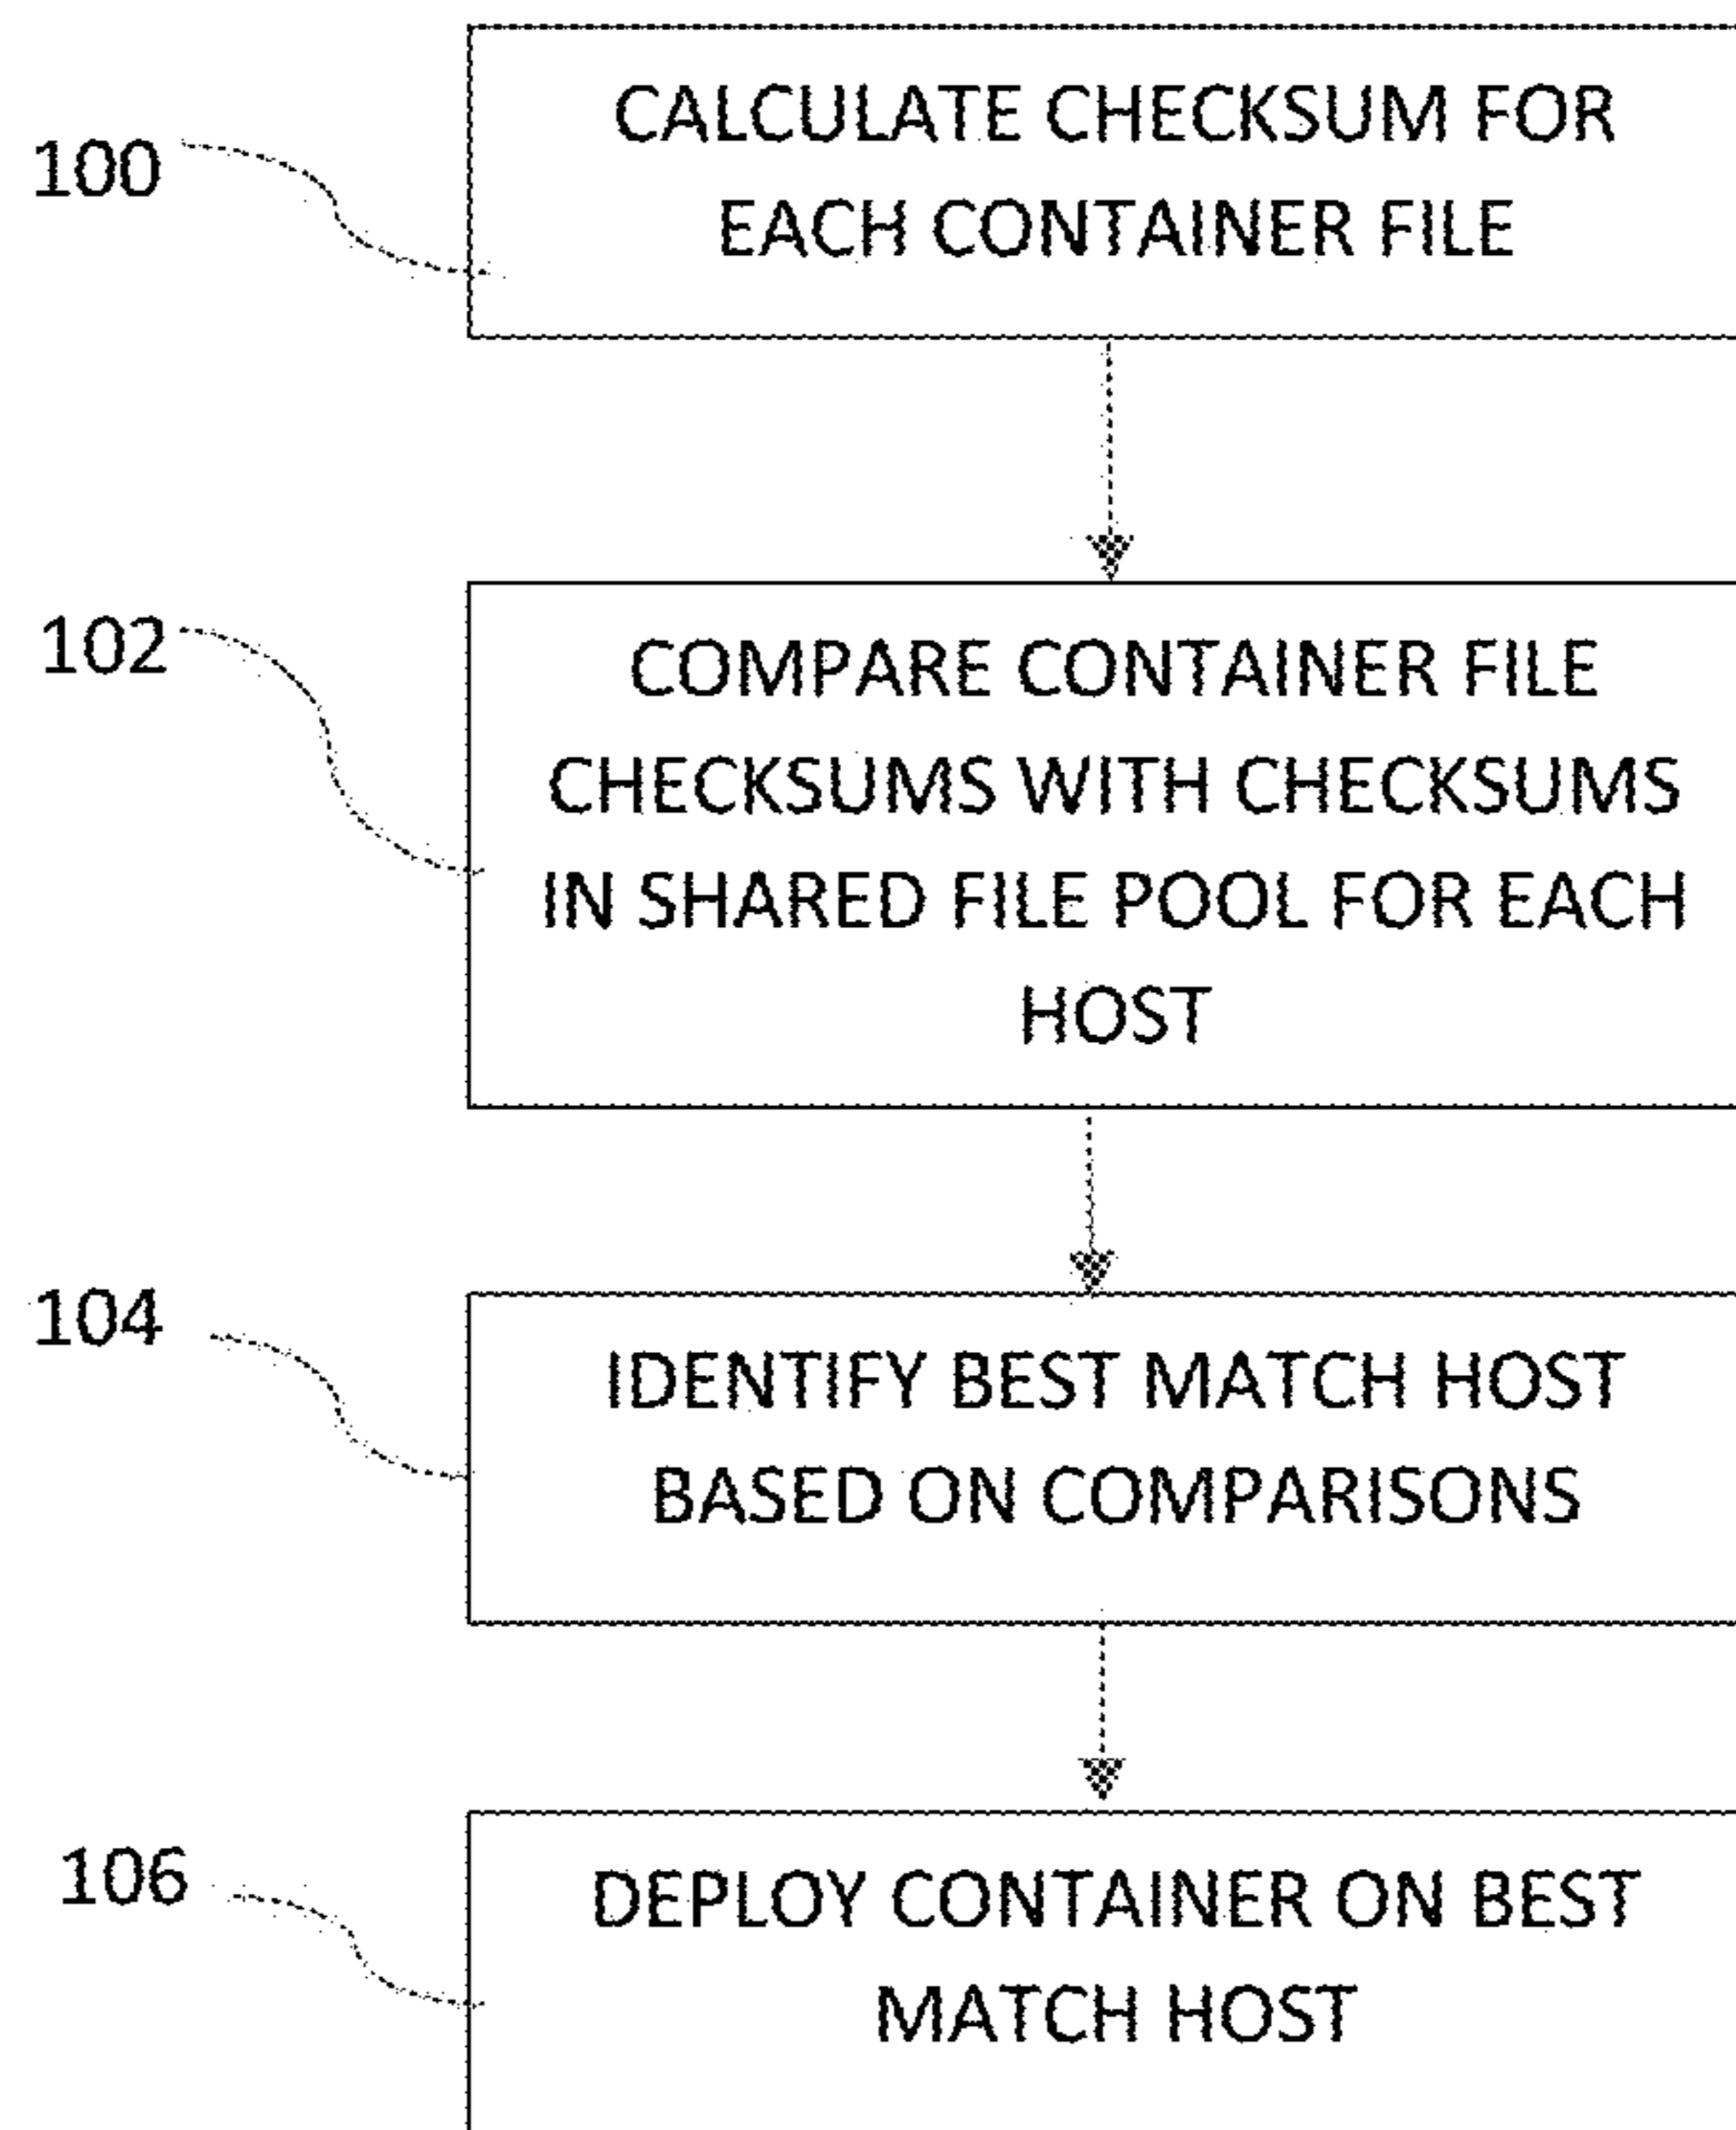 100
CALCULATE CHECKSUM FOR
EACH CONTAINER FILE
102
COMPARE CONTAINER FILE
CHECKSUMS WITH CHECKSUMS
IN SHARED FILE POOL FOR EACH
HOST
104
IDENTIFY BEST MATCH HOST
BASED ON COMPARISONS
106
DEPLOY CONTAINER ON BEST
MATCH HOST